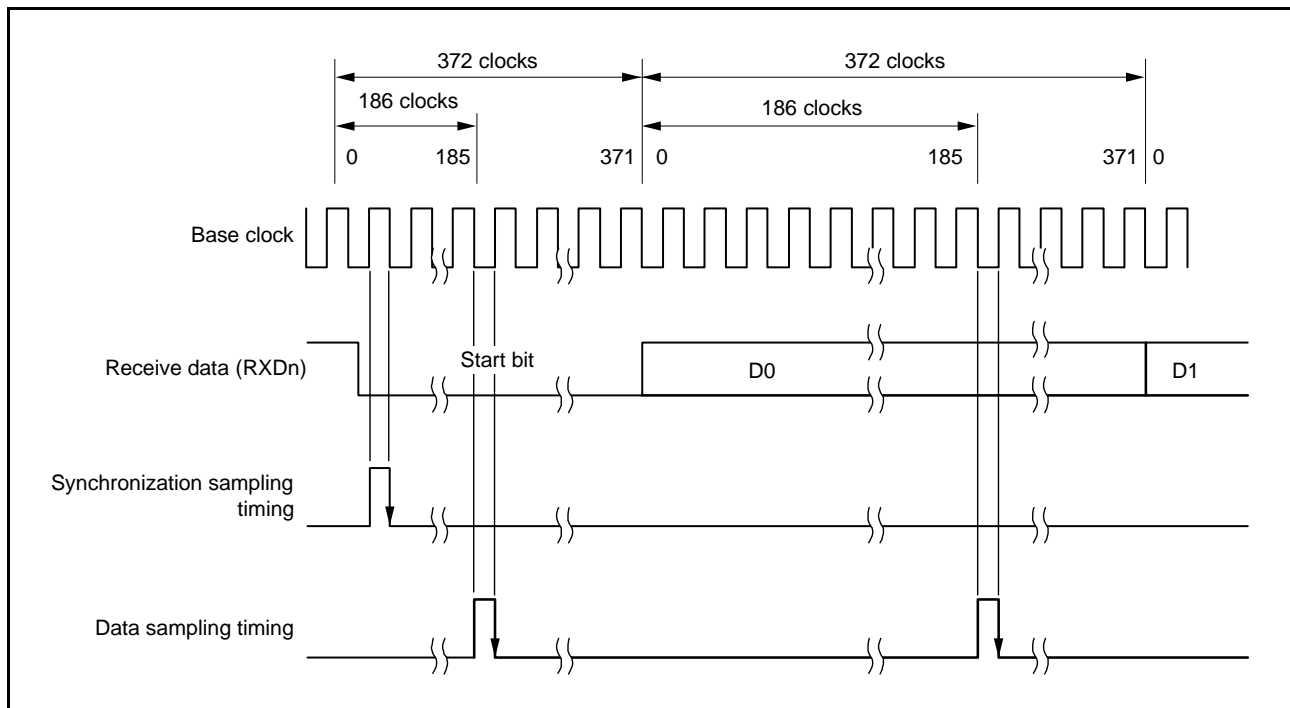 372 clocks
372 clocks
186 clocks
186 clocks
0
185
371
0
185
371
0
Base clock
Receive data (RXDn)
Start bit
D0
D1
Synchronization sampling
timing
Data sampling timing